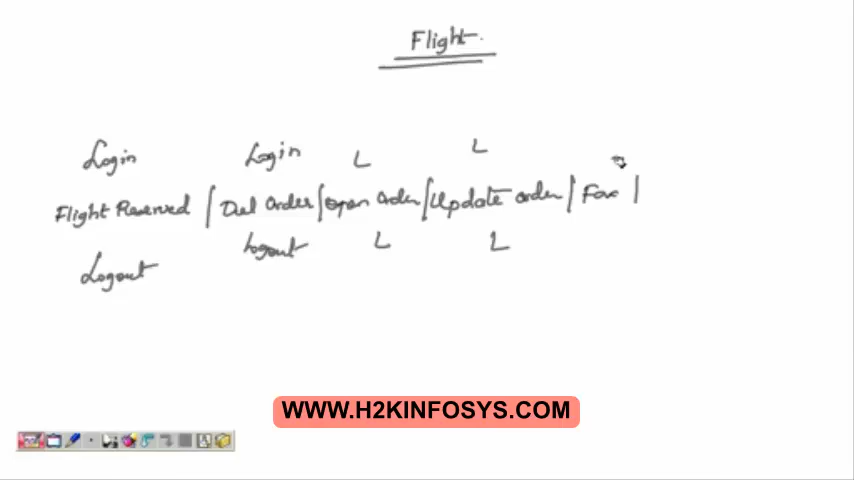 Flight.
Login Login L L
Flight Reserved | Del Order | Open Order | Update order | Fax |
Logout Logout L L
WWW.H2KINFOSYS.COM